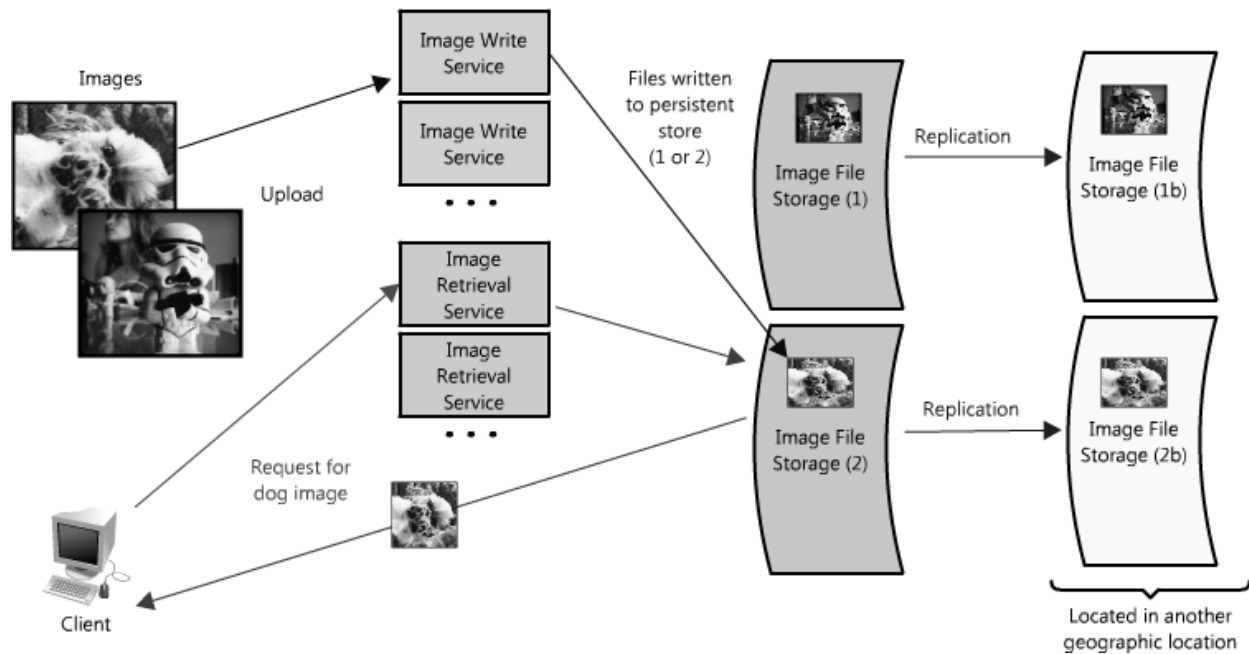 Images
Upload
Image Write
Service
Image Write
Service
• • •
Image
Retrieval
Service
Image
Retrieval
Service
• • •
Files written
to persistent
store
(1 or 2)
Image File
Storage (1)
Replication
Image File
Storage (1b)
Image File
Storage (2)
Replication
Image File
Storage (2b)
Request for
dog image
Client
Located in another
geographic location